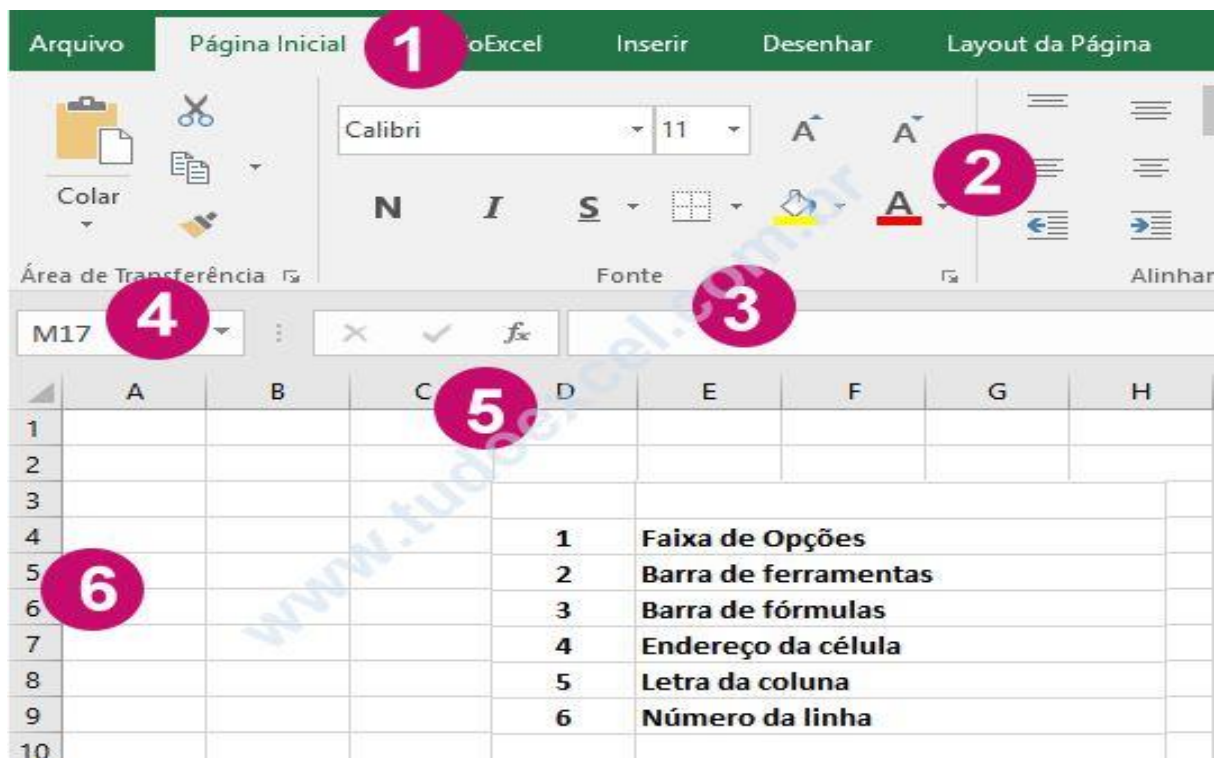 Arquivo Página Inicial 1 oExcel Inserir Desenhar Layout da Página
Calibri 11 A A
2
Colar
N I S A
Área de Transferência Fonte Alinhar
3
4
M17 fx
A B C D E F G H
5
1
2
3
4 1 Faixa de Opções
5 2 Barra de ferramentas
6
6 3 Barra de fórmulas
7 4 Endereço da célula
8 5 Letra da coluna
9 6 Número da linha
10
www.tudoexcel.com.br